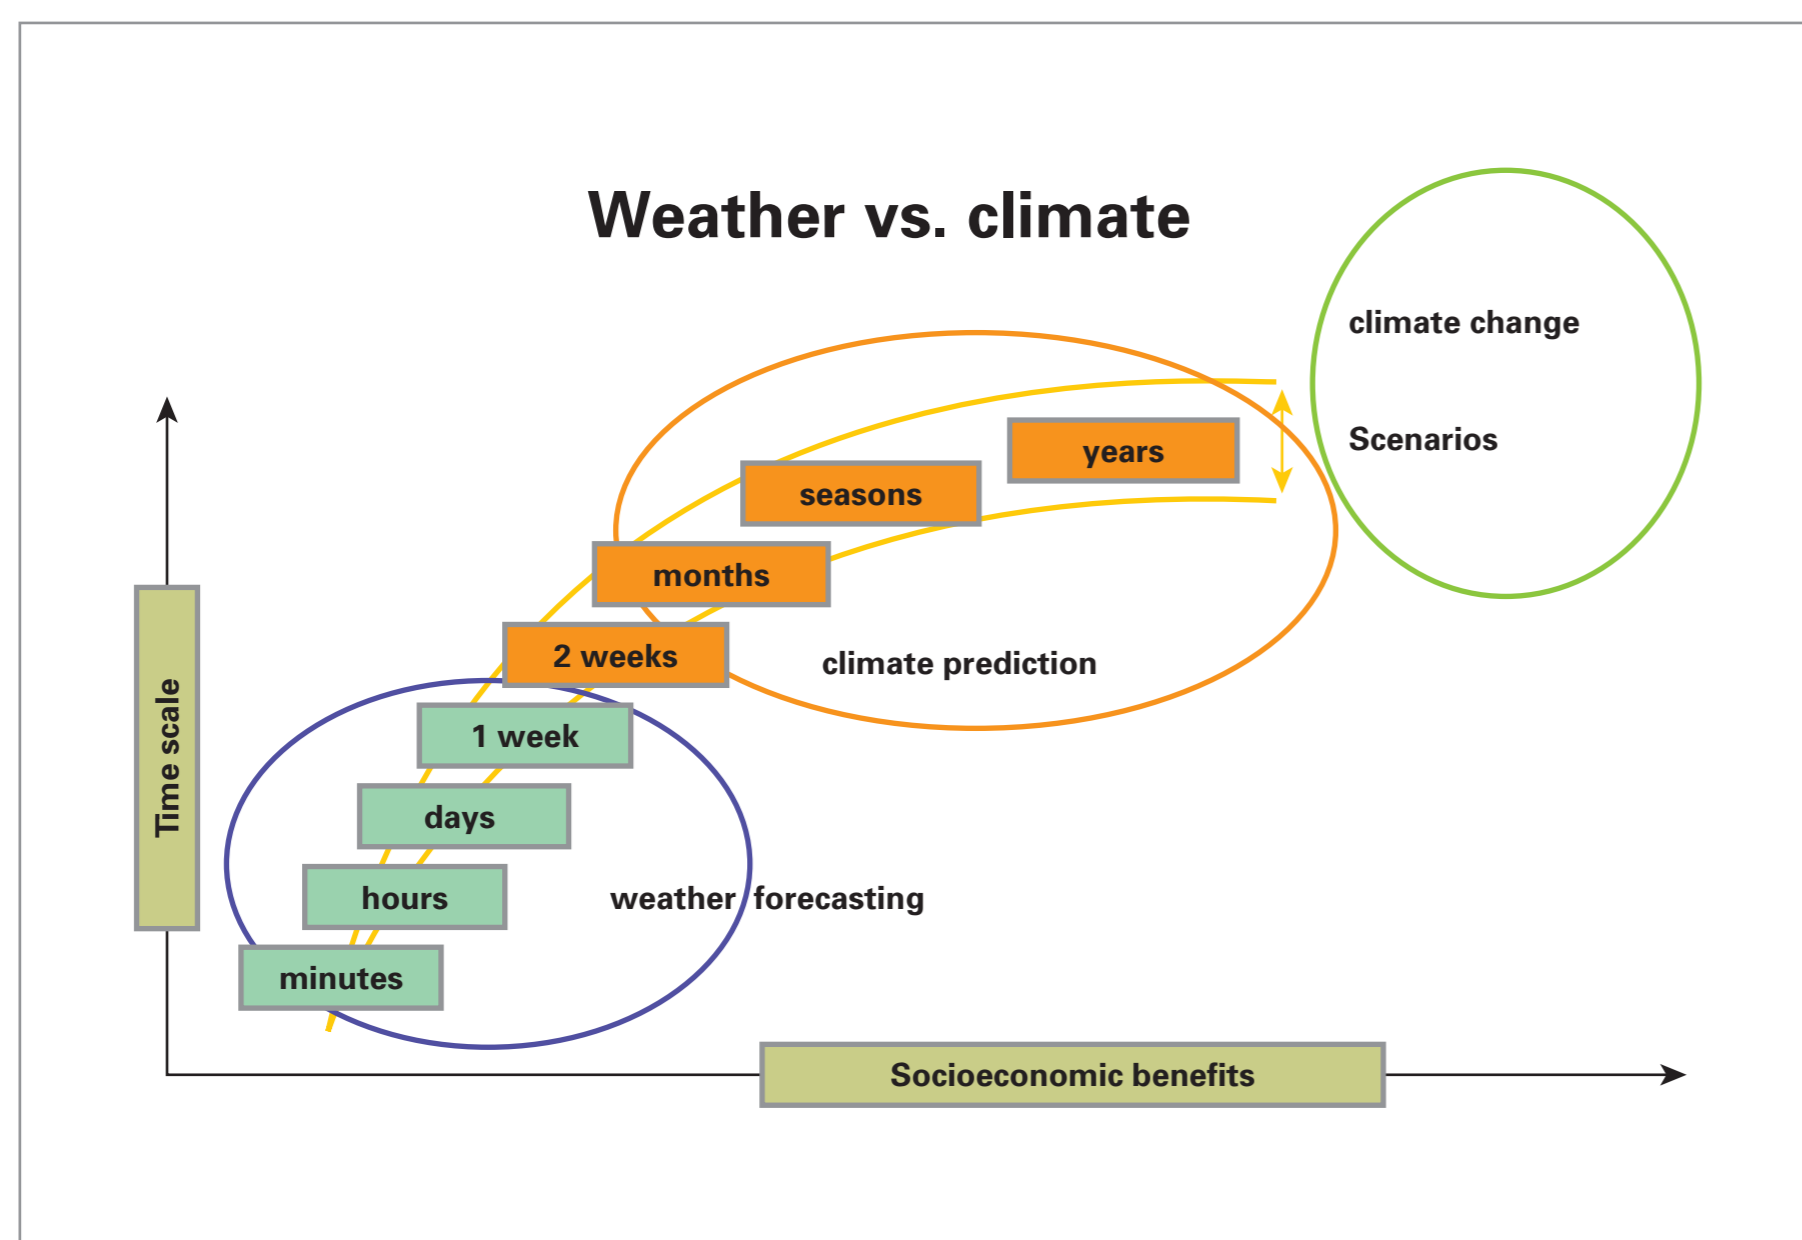 Weather vs. climate
climate change
Scenarios
years
seasons
months
2 weeks
climate prediction
1 week
days
hours
weather forecasting
minutes
Time scale
Socioeconomic benefits